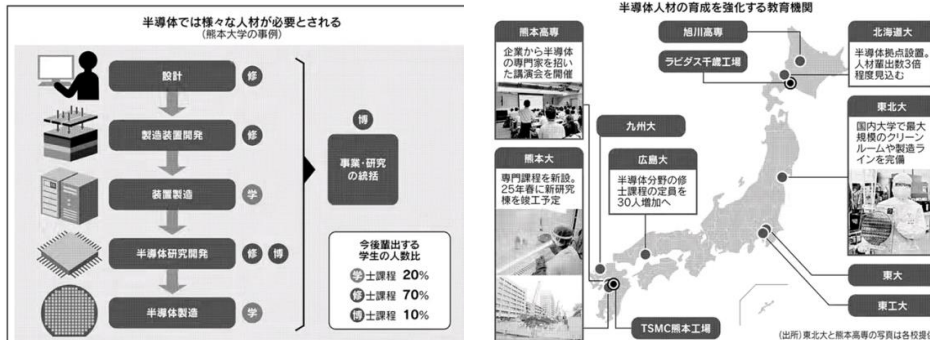 半導体では様々な人材が必要とされる
(熊本大学の事例)
設計
修
製造装置開発
修
装置製造
学
半導体研究開発
修
博
半導体製造
学
博
事業・研究
の統括
今後輩出する
学生の人数比
学士課程 20%
修士課程 70%
博士課程 10%
半導体人材の育成を強化する教育機関
熊本高専
企業から半導体
の専門家を招い
た講演会を開催
旭川高専
ラピダス千歳工場
北海道大
半導体拠点設置。
人材輩出数3倍
程度見込む
東北大
国内大学で最大
規模のクリーン
ルームや製造ラ
インを完備
九州大
熊本大
専門課程を新設。
25年春に新研究
棟を竣工予定
広島大
半導体分野の修
士課程の定員を
30人増加へ
東大
東工大
TSMC熊本工場
(出所)東北大と熊本高専の写真は各校提供